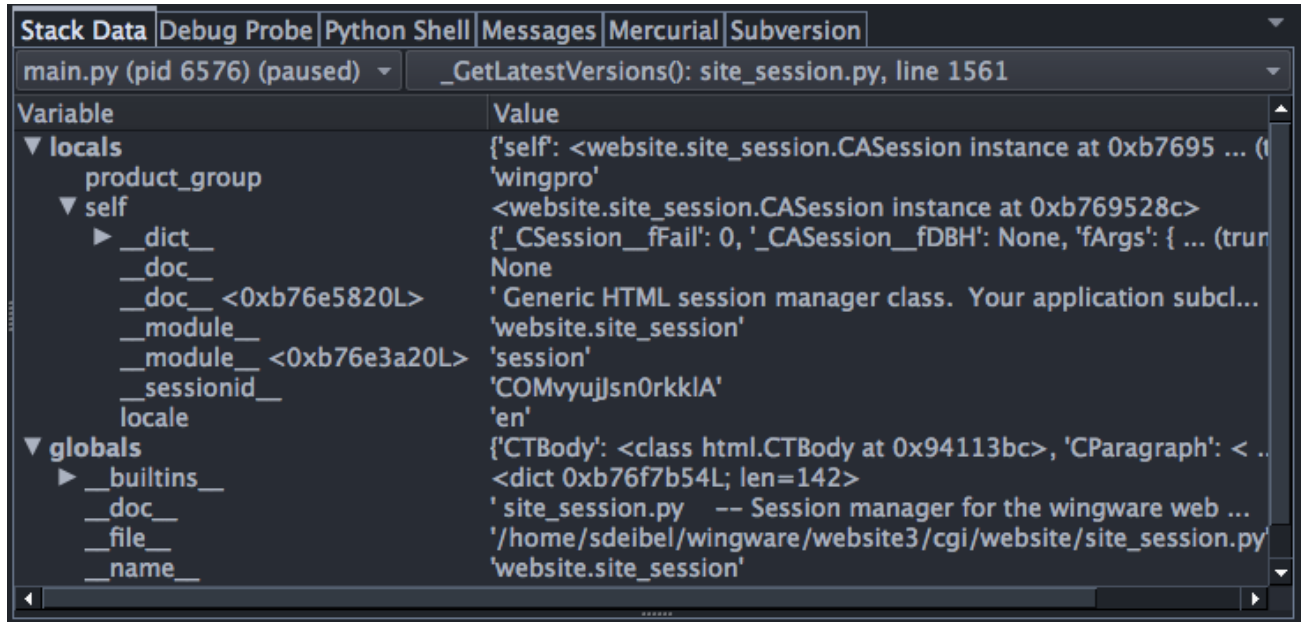 Stack Data Debug Probe Python Shell Messages Mercurial Subversion
main.py (pid 6576) (paused) _GetLatestVersions(): site_session.py, line 1561
Variable Value
locals {'self': <website.site_session.CASession instance at 0xb7695 ... (t
product_group 'wingpro'
self <website.site_session.CASession instance at 0xb769528c>
__dict__ {'_CSession__fFail': 0, '_CASession__fDBH': None, 'fArgs': { ... (trun
__doc__ None
__doc__ <0xb76e5820L> ' Generic HTML session manager class.  Your application subcl...
__module__ 'website.site_session'
__module__ <0xb76e3a20L> 'session'
__sessionid__ 'COMvyujJsn0rkklA'
locale 'en'
globals {'CTBody': <class html.CTBody at 0x94113bc>, 'CParagraph': < ..
__builtins__ <dict 0xb76f7b54L; len=142>
__doc__ ' site_session.py    -- Session manager for the wingware web ...
__file__ '/home/sdeibel/wingware/website3/cgi/website/site_session.py'
__name__ 'website.site_session'